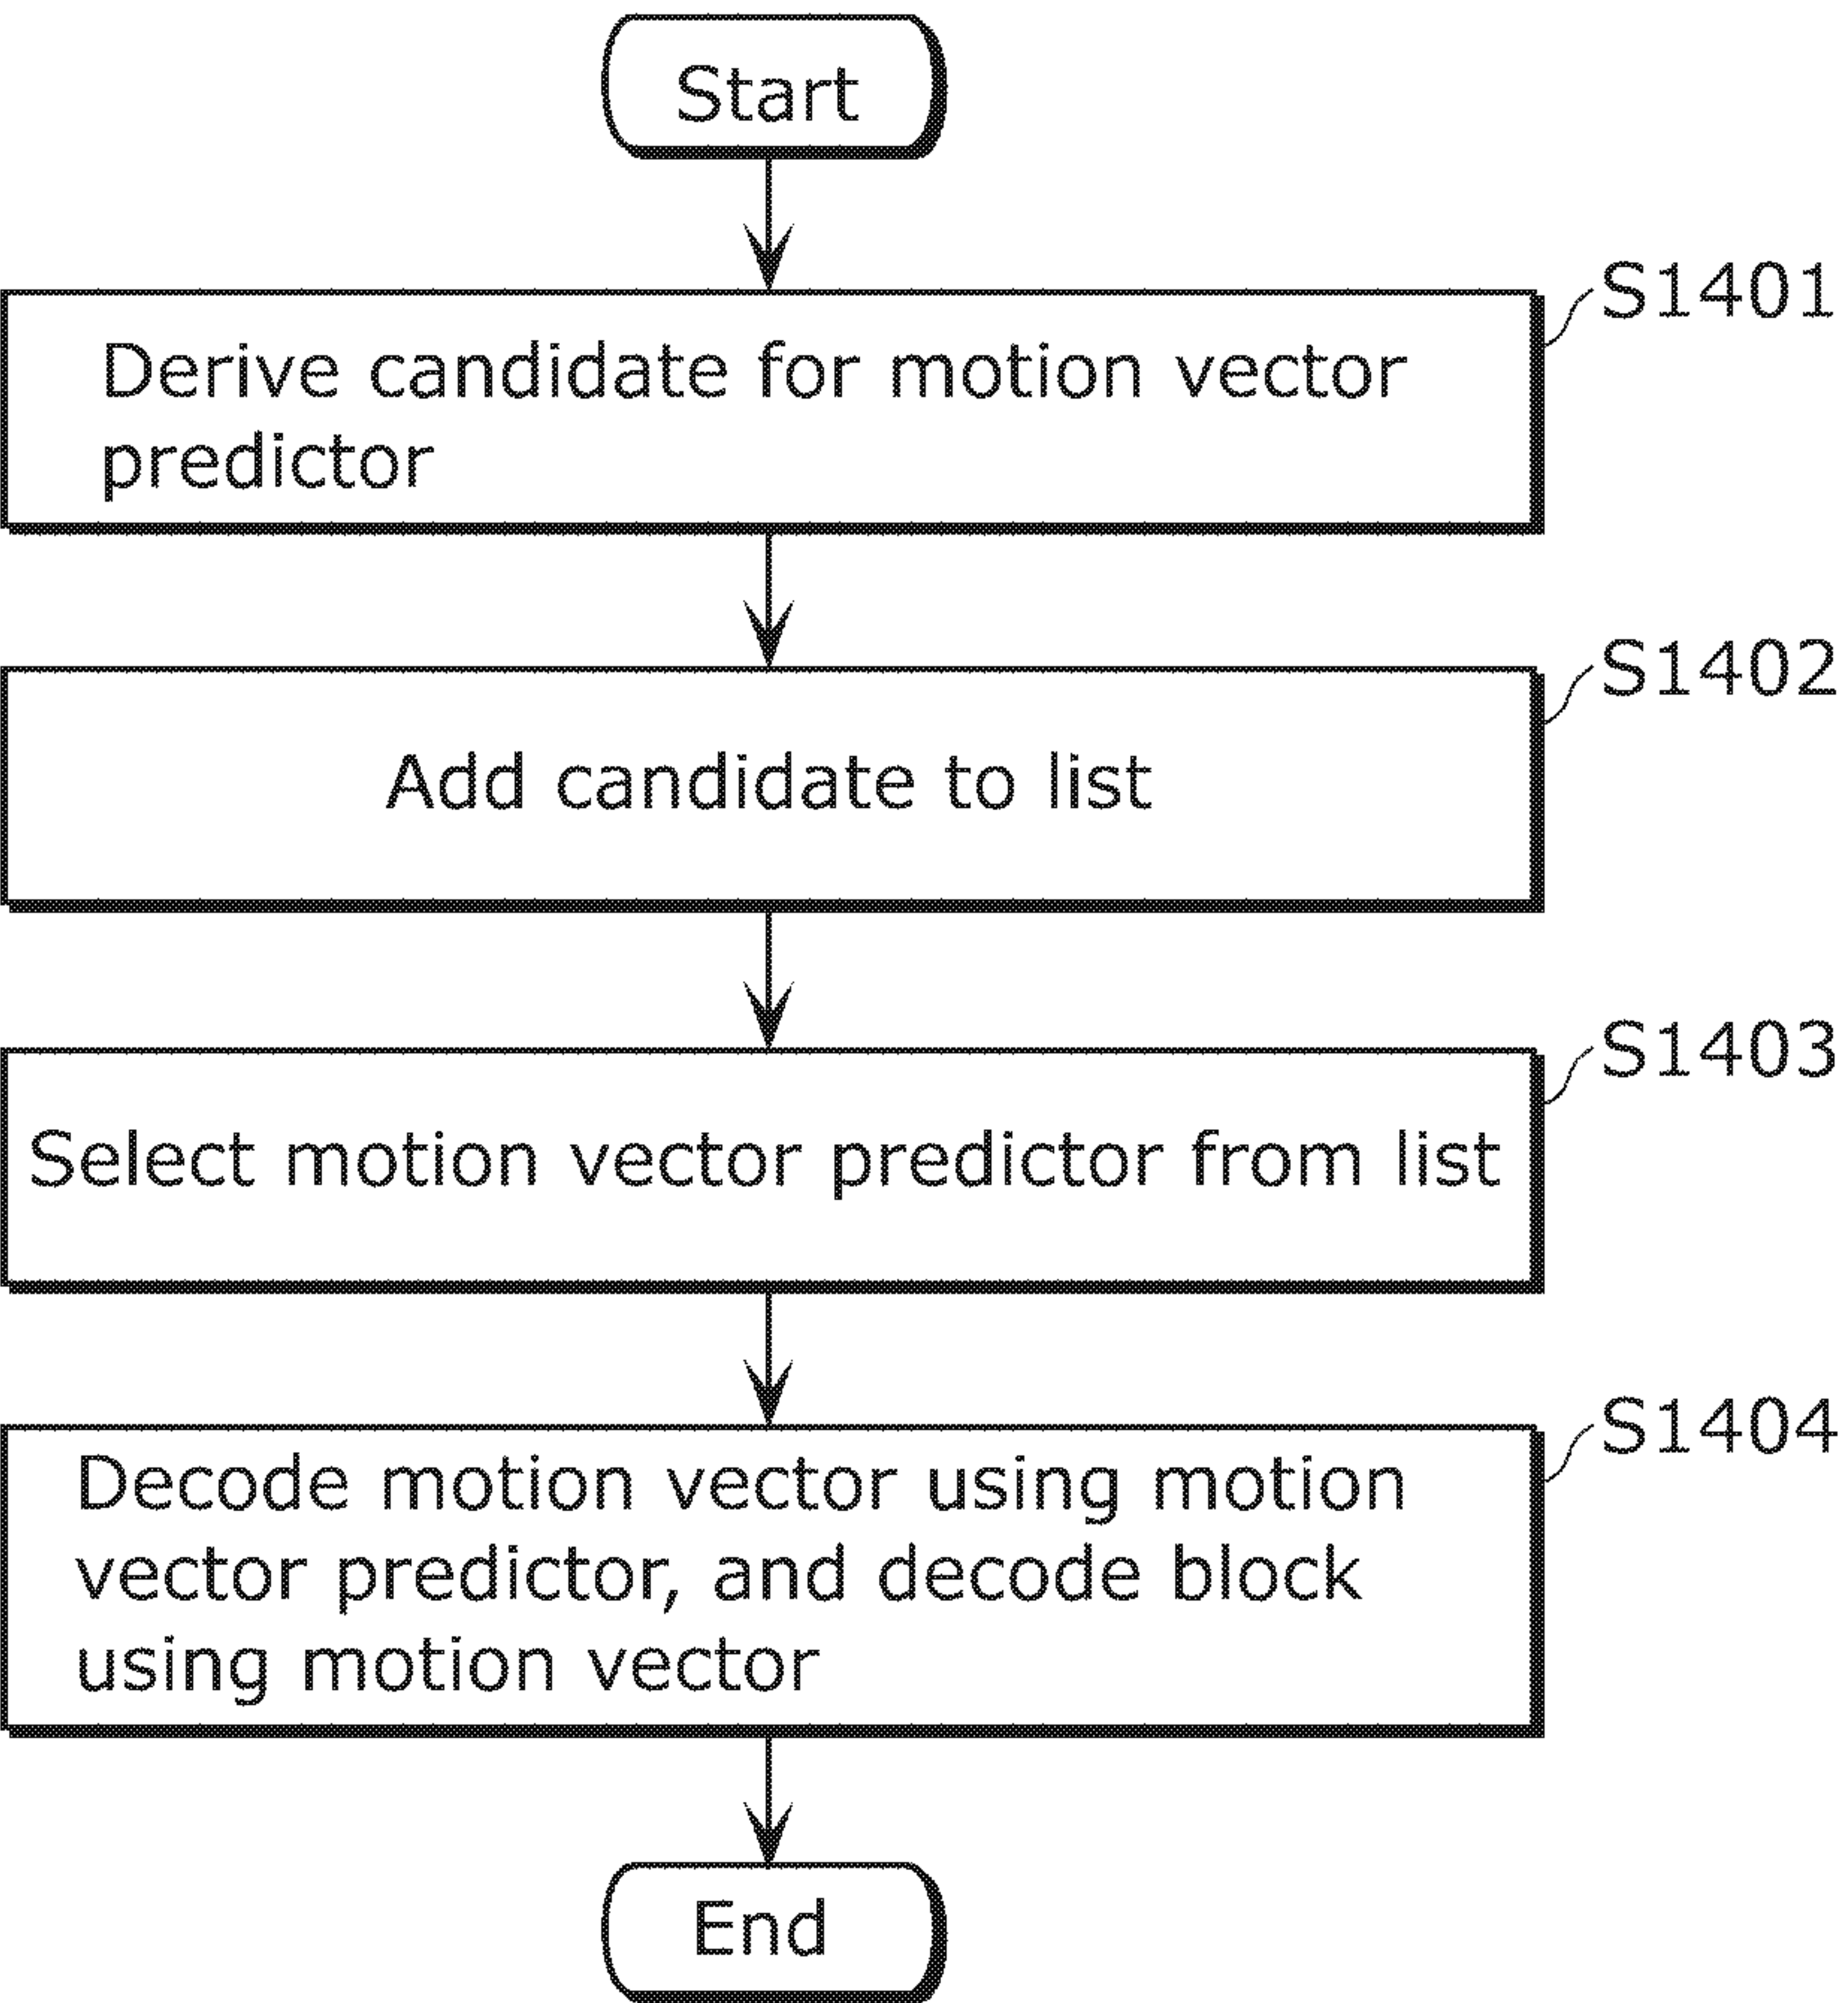 Start
S1401
Derive candidate for motion vector
predictor
S1402
Add candidate to list
S1403
Select motion vector predictor from list
S1404
Decode motion vector using motion
vector predictor, and decode block
using motion vector
End